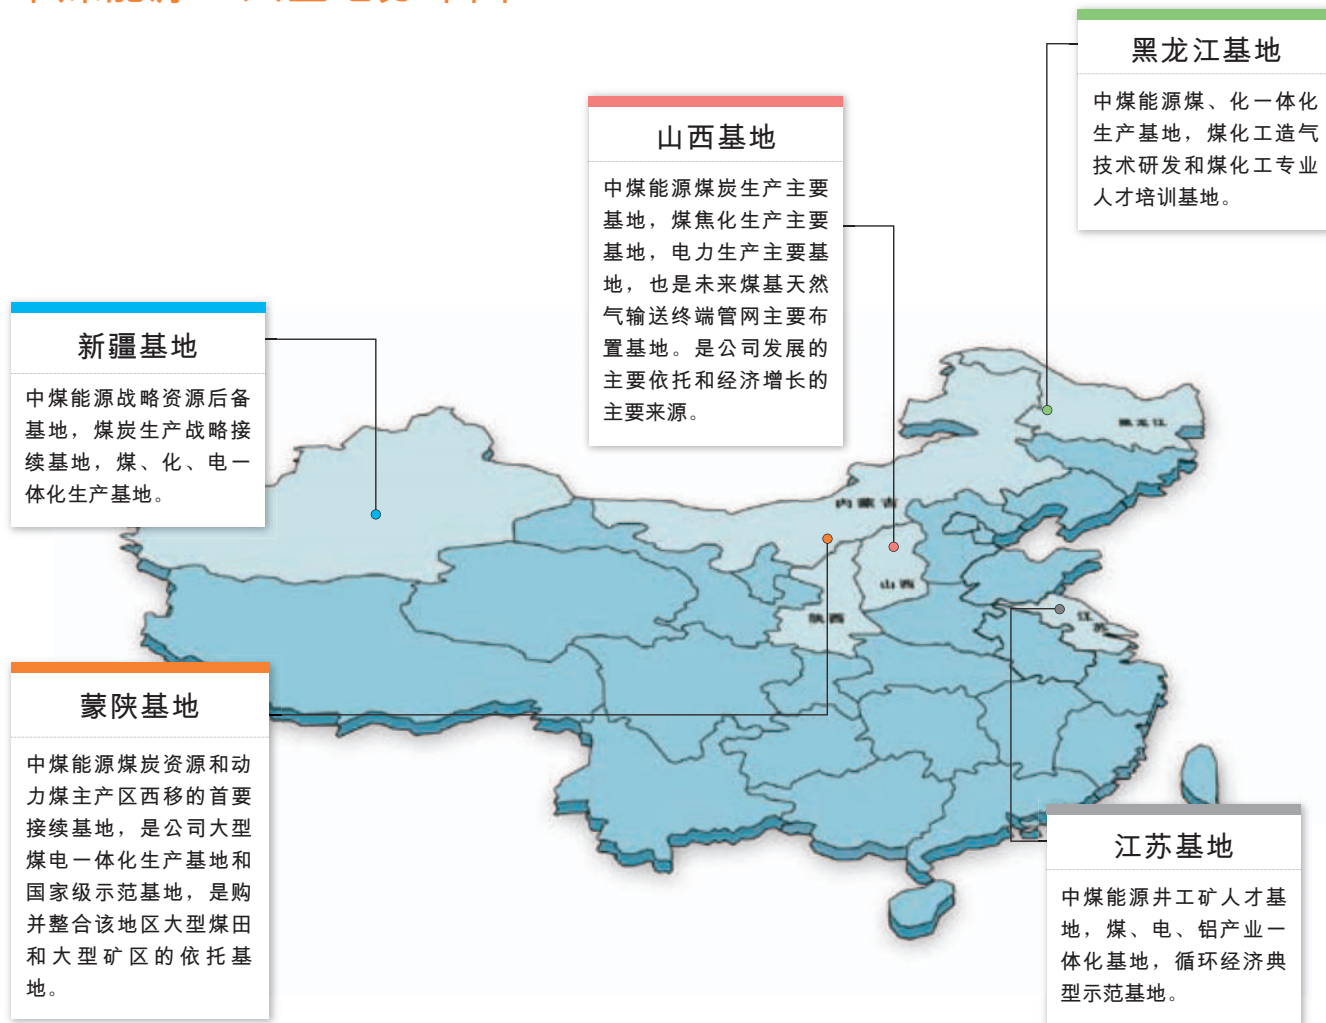 黑龙江基地
中煤能源煤、化一体化
生产基地，煤化工造气
技术研发和煤化工专业
人才培训基地。
山西基地
中煤能源煤炭生产主要
基地，煤焦化生产主要
基地，电力生产主要基
地，也是未来煤基天然
气输送终端管网主要布
置基地。是公司发展的
主要依托和经济增长的
主要来源。
新疆基地
中煤能源战略资源后备
基地，煤炭生产战略接
续基地，煤、化、电一
体化生产基地。
黑龙江
内蒙古
山西
陕西
江苏
蒙陕基地
中煤能源煤炭资源和动
力煤主产区西移的首要
接续基地，是公司大型
煤电一体化生产基地和
国家级示范基地，是购
并整合该地区大型煤田
和大型矿区的依托基
地。
江苏基地
中煤能源井工矿人才基
地，煤、电、铝产业一
体化基地，循环经济典
型示范基地。